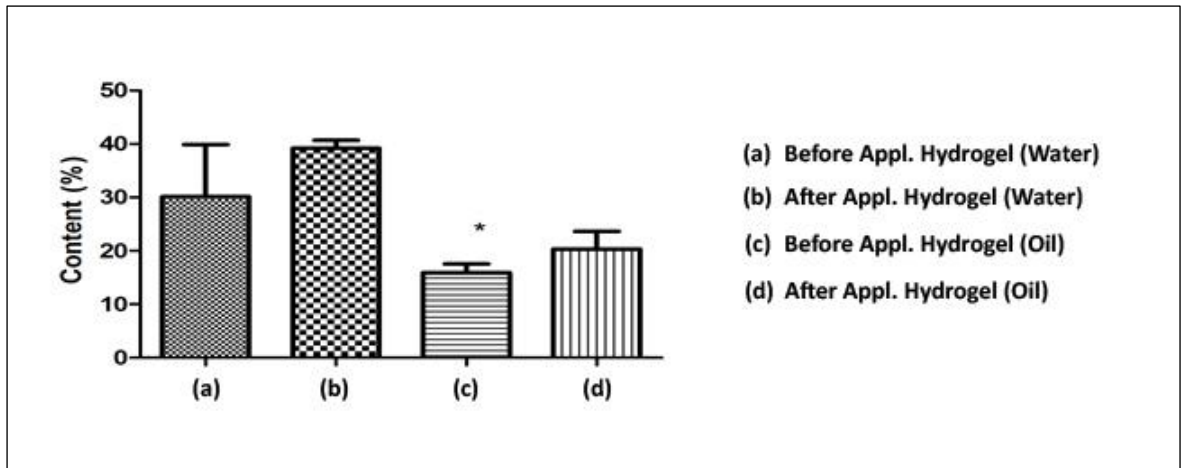 50
40
30
20
10
0
Content (%)
*
(a)
(b)
(c)
(d)
(a) Before Appl. Hydrogel (Water)
(b) After Appl. Hydrogel (Water)
(c) Before Appl. Hydrogel (Oil)
(d) After Appl. Hydrogel (Oil)